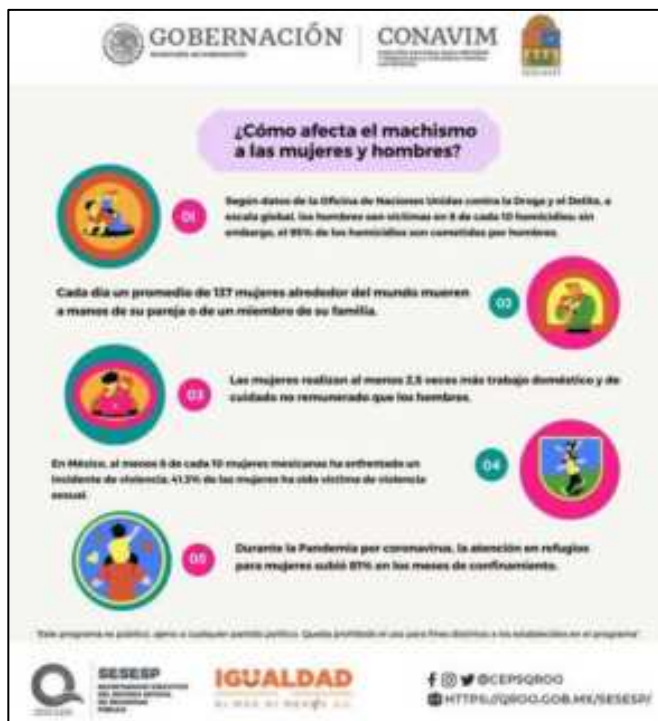 GOBERNACIÓN
CONAVIM
¿Cómo afecta el machismo
a las mujeres y hombres?
01
Según datos de la Oficina de Naciones Unidas contra la Droga y el Delito, a
escala global, los hombres son víctimas en 8 de cada 10 homicidios; sin
embargo, el 95% de los homicidios son cometidos por hombres.
Cada día un promedio de 137 mujeres alrededor del mundo mueren
a manos de su pareja o de un miembro de su familia.
02
03
Las mujeres realizan al menos 2.5 veces más trabajo doméstico y de
cuidado no remunerado que los hombres.
En México, al menos 6 de cada 10 mujeres mexicanas ha enfrentado un
incidente de violencia; 41.3% de las mujeres ha sido víctima de violencia
sexual.
04
05
Durante la Pandemia por coronavirus, la atención en refugios
para mujeres subió 81% en los meses de confinamiento.
"Este programa es público, ajeno a cualquier partido político. Queda prohibido el uso para fines distintos a los establecidos en el programa"
SESESP
SECRETARIADO EJECUTIVO
DEL SISTEMA ESTATAL
DE SEGURIDAD
PÚBLICA
IGUALDAD
@CEPSQROO
HTTPS://QROO.GOB.MX/SESESP/